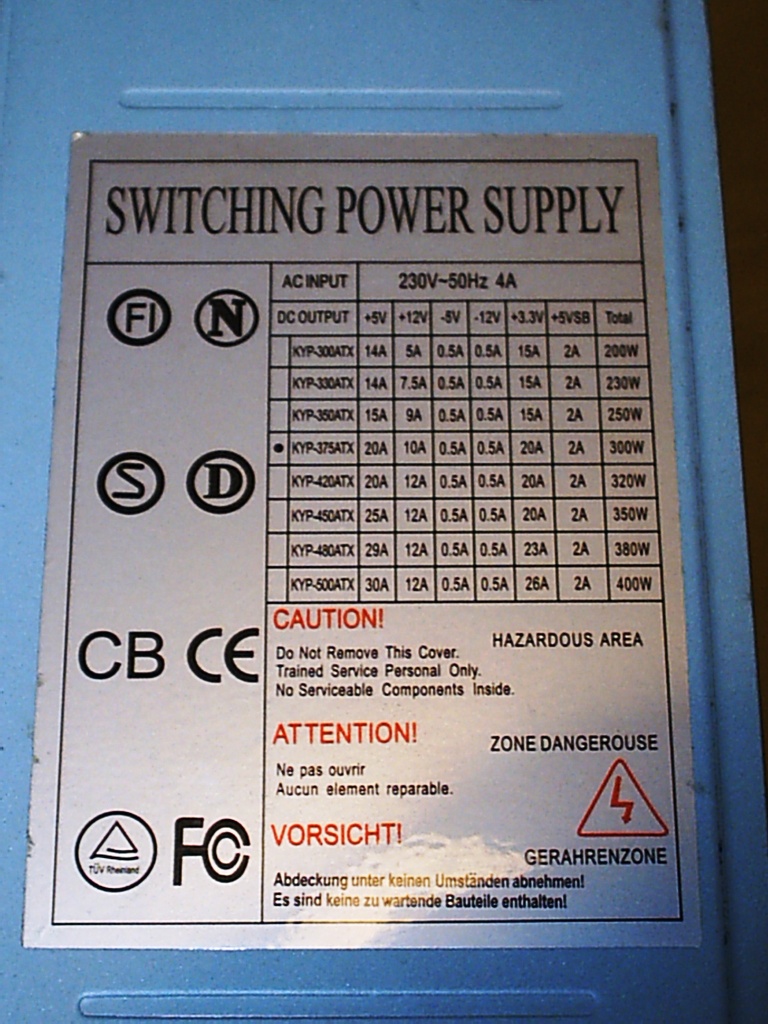 SWITCHING POWER SUPPLY
AC INPUT 230V~50Hz 4A
DC OUTPUT +5V +12V -5V -12V +3.3V +5VSB Total
KYP-300ATX 14A 5A 0.5A 0.5A 15A 2A 200W
KYP-330ATX 14A 7.5A 0.5A 0.5A 15A 2A 230W
KYP-350ATX 15A 9A 0.5A 0.5A 15A 2A 250W
● KYP-375ATX 20A 10A 0.5A 0.5A 20A 2A 300W
KYP-420ATX 20A 12A 0.5A 0.5A 20A 2A 320W
KYP-450ATX 25A 12A 0.5A 0.5A 20A 2A 350W
KYP-480ATX 29A 12A 0.5A 0.5A 23A 2A 380W
KYP-500ATX 30A 12A 0.5A 0.5A 26A 2A 400W
FI N
S D
CB CE
TÜV Rheinland FC
CAUTION!
HAZARDOUS AREA
Do Not Remove This Cover.
Trained Service Personal Only.
No Serviceable Components Inside.
ATTENTION!
ZONE DANGEROUSE
Ne pas ouvrir
Aucun element reparable.
VORSICHT!
GERAHRENZONE
Abdeckung unter keinen Umständen abnehmen!
Es sind keine zu wartende Bauteile enthalten!